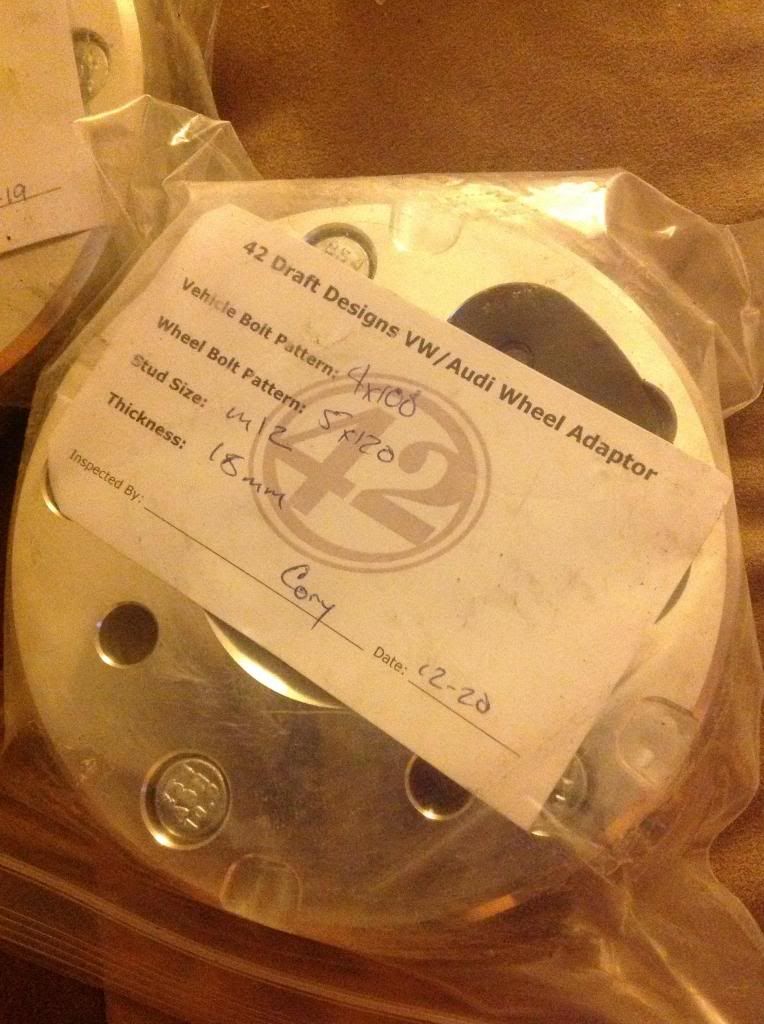 -19
42 Draft Designs VW/Audi Wheel Adaptor
Vehicle Bolt Pattern: 4x100
Wheel Bolt Pattern: 5x120
Stud Size: M12
Thickness: 18mm
42
Inspected By: Cory Date: 12-20